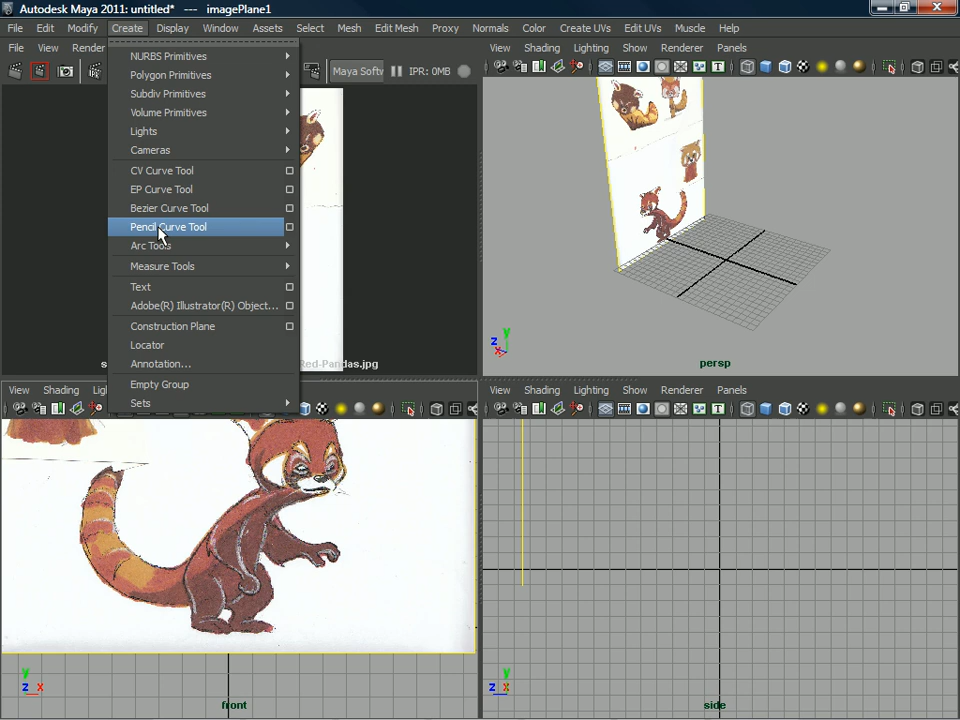 Autodesk Maya 2011: untitled* --- imagePlane1
File Edit Modify Create Display Window Assets Select Mesh Edit Mesh Proxy Normals Color Create UVs Edit UVs Muscle Help
File View Render
View Shading Lighting Show Renderer Panels
Maya Softw
IPR: 0MB
NURBS Primitives
Polygon Primitives
Subdiv Primitives
Volume Primitives
Lights
Cameras
CV Curve Tool
EP Curve Tool
Bezier Curve Tool
Pencil Curve Tool
Arc Tools
Measure Tools
Text
Adobe(R) Illustrator(R) Object...
Construction Plane
Locator
Annotation...
Empty Group
Sets
s
Red-Pandas.jpg
y
z
x
persp
View Shading Lig
View Shading Lighting Show Renderer Panels
y
z x
front
y
z x
side